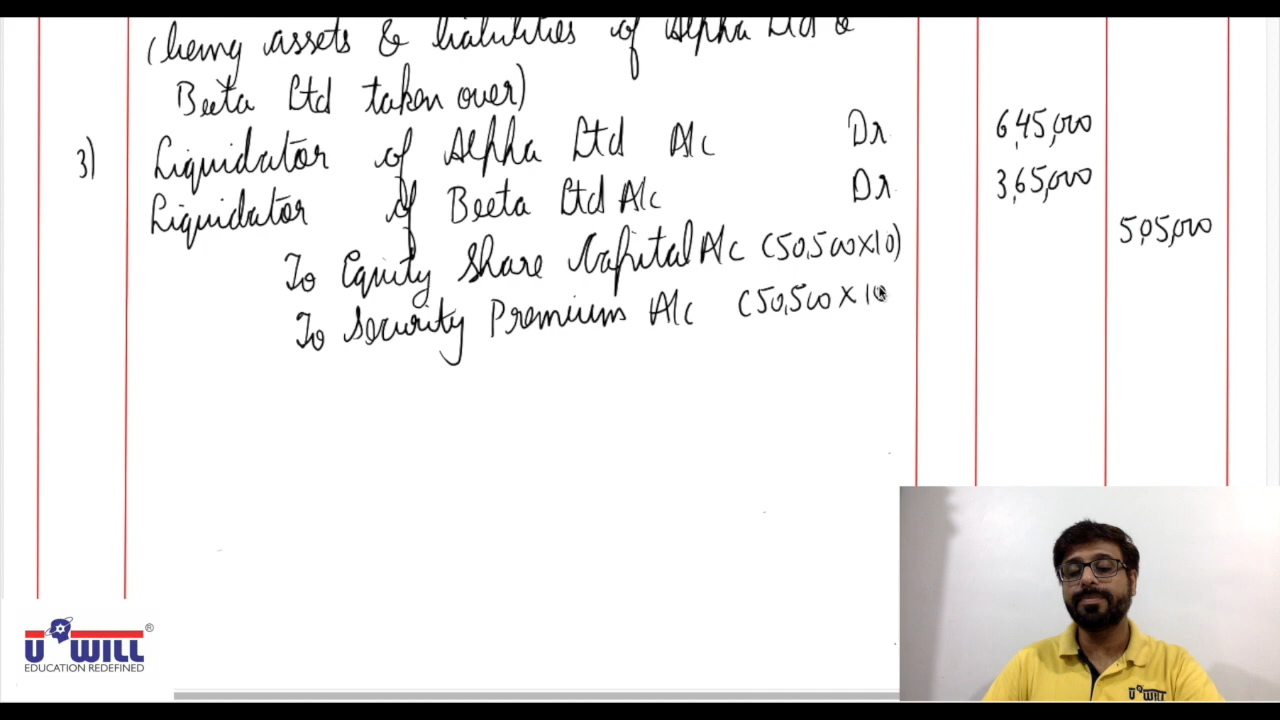 (being assets & liabilities of Alpha Ltd &
Beeta Ltd taken over)
3) Liquidator of Alpha Ltd A/c Dr. 6,45,000
Liquidator of Beeta Ltd A/c Dr. 3,65,000
To Equity Share Capital A/c (50,500×10) 5,05,000
To Security Premium A/c (50,500×10
U WILL ®
EDUCATION REDEFINED
U WILL